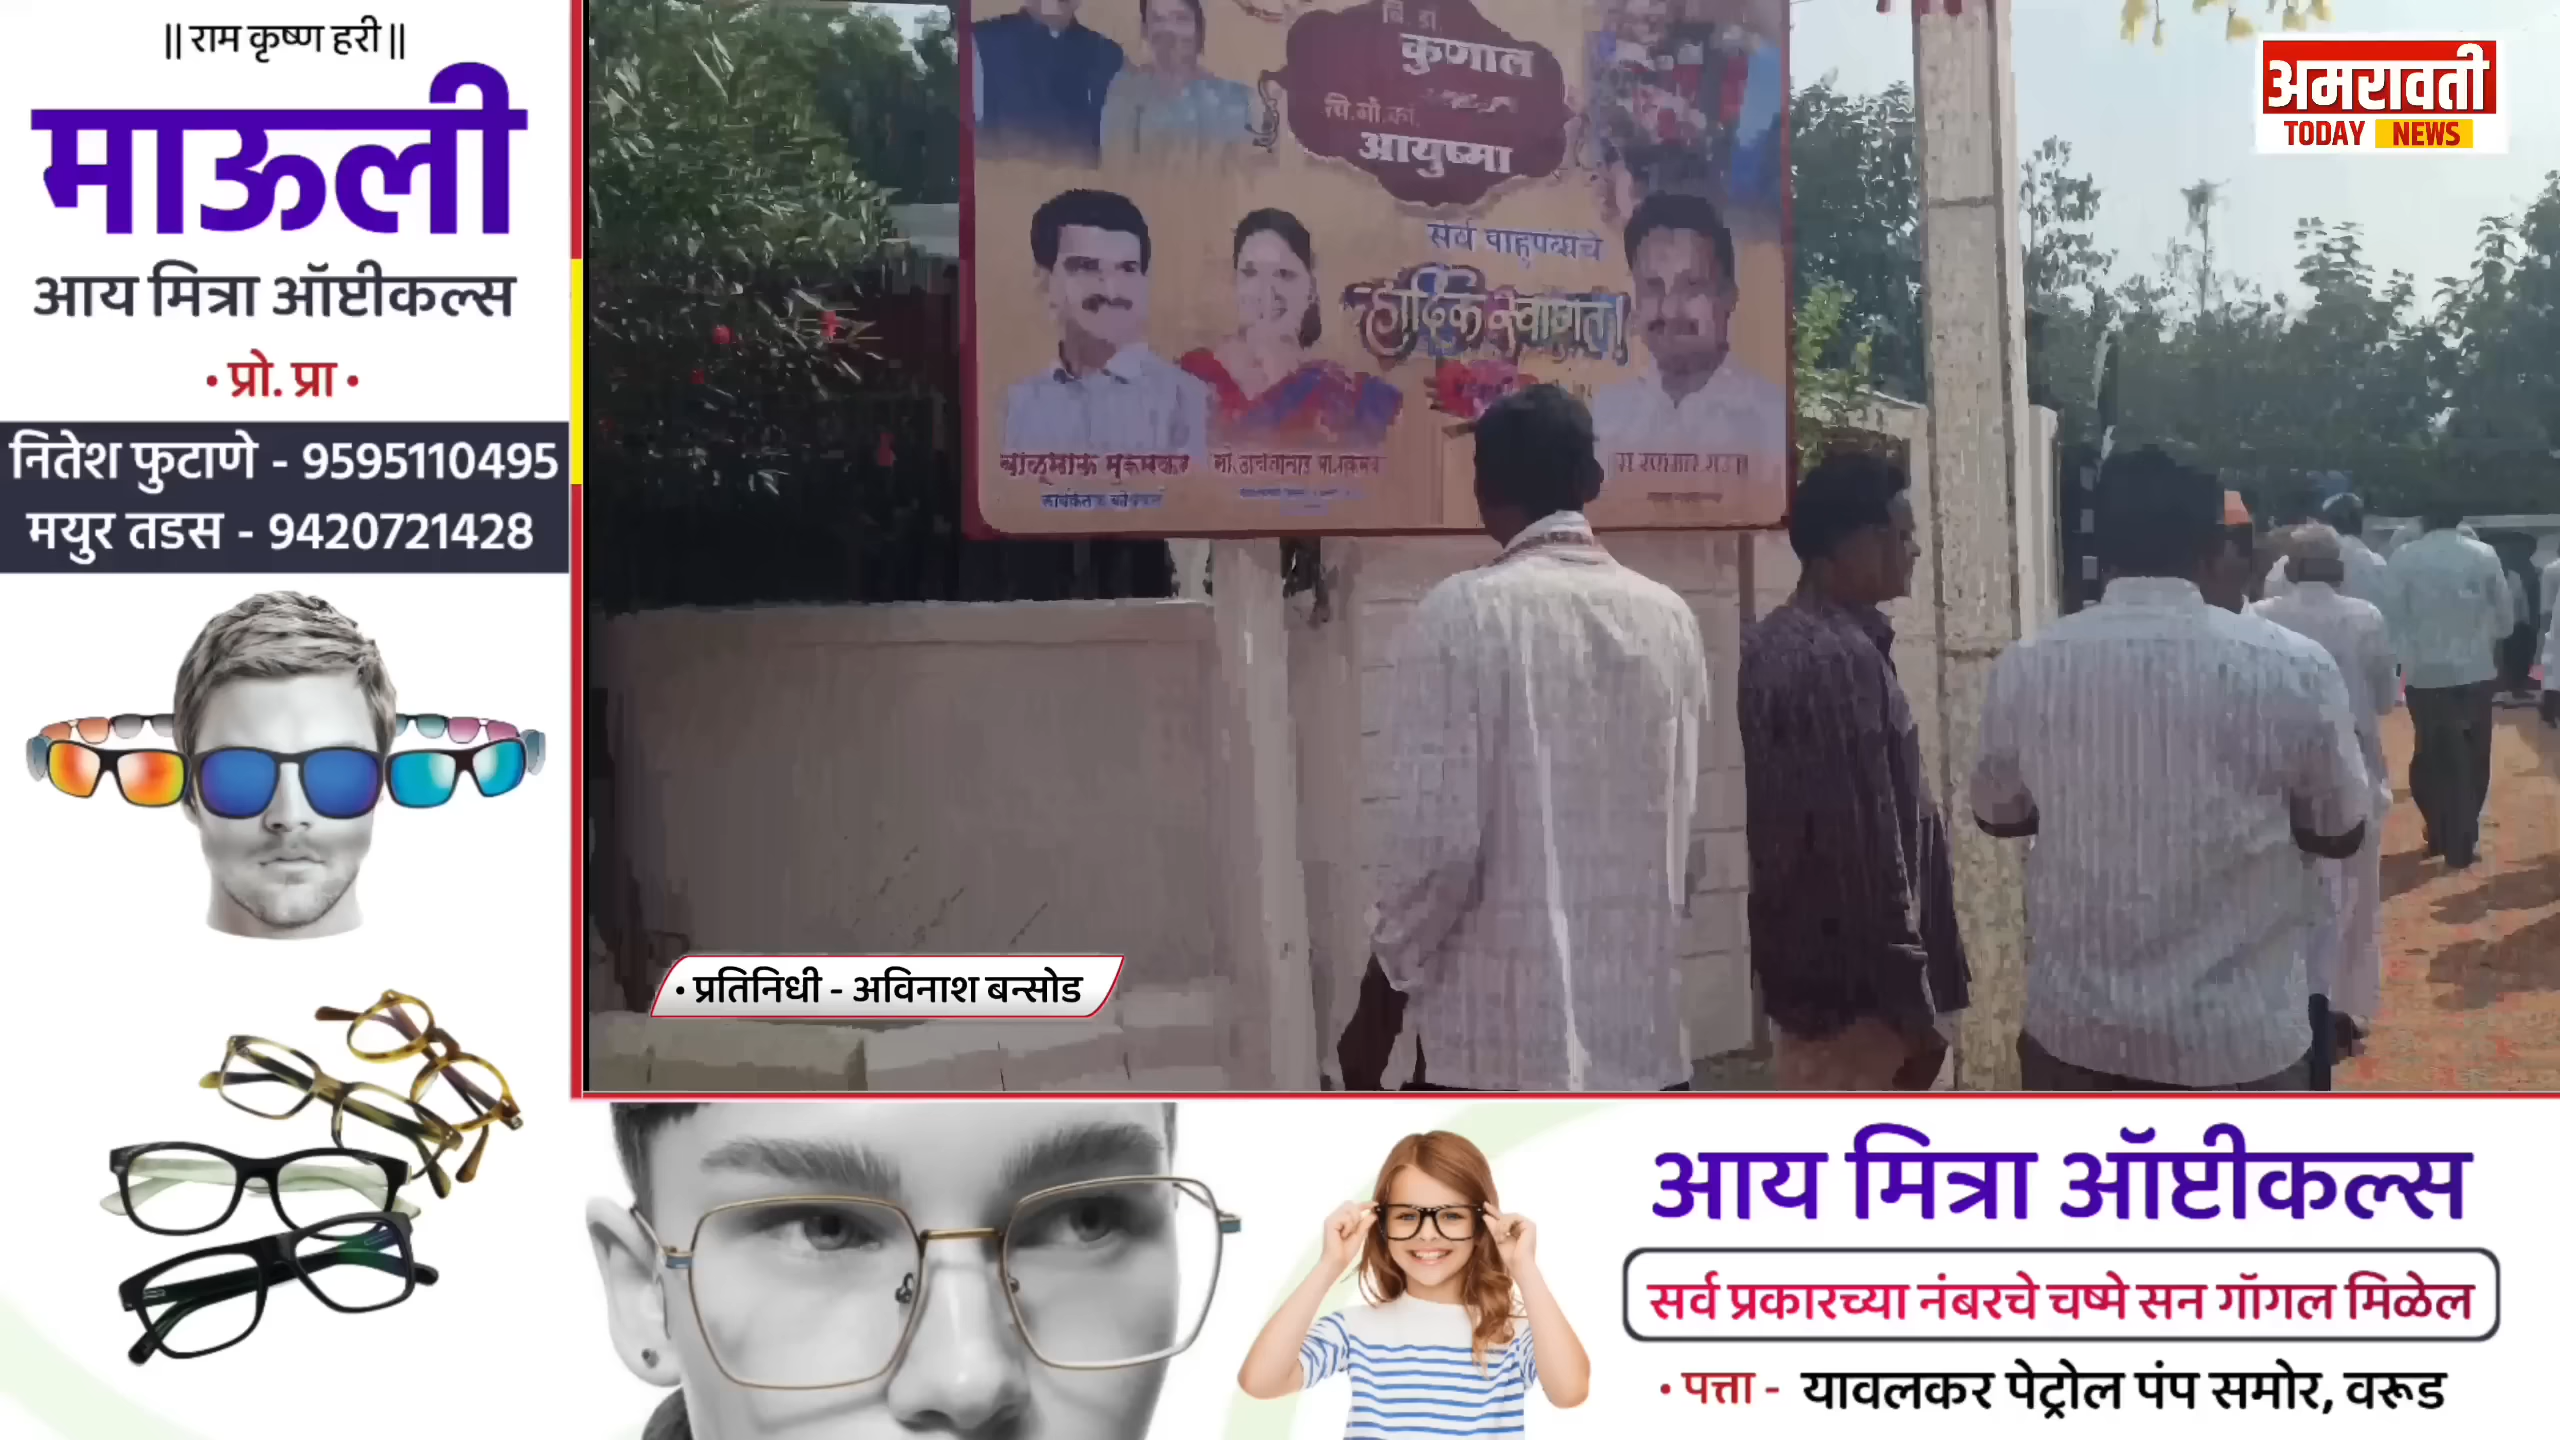 || राम कृष्ण हरी ||
माऊली
आय मित्रा ऑप्टीकल्स
• प्रो. प्रा •
नितेश फुटाणे - 9595110495
मयुर तडस - 9420721428
कुणाल
आयुष्मा
सर्व
हार्दिक स्वागत!
अमरावती
TODAY NEWS
• प्रतिनिधी - अविनाश बन्सोड
आय मित्रा ऑप्टीकल्स
सर्व प्रकारच्या नंबरचे चष्मे सन गॉगल मिळेल
• पत्ता - यावलकर पेट्रोल पंप समोर, वरूड